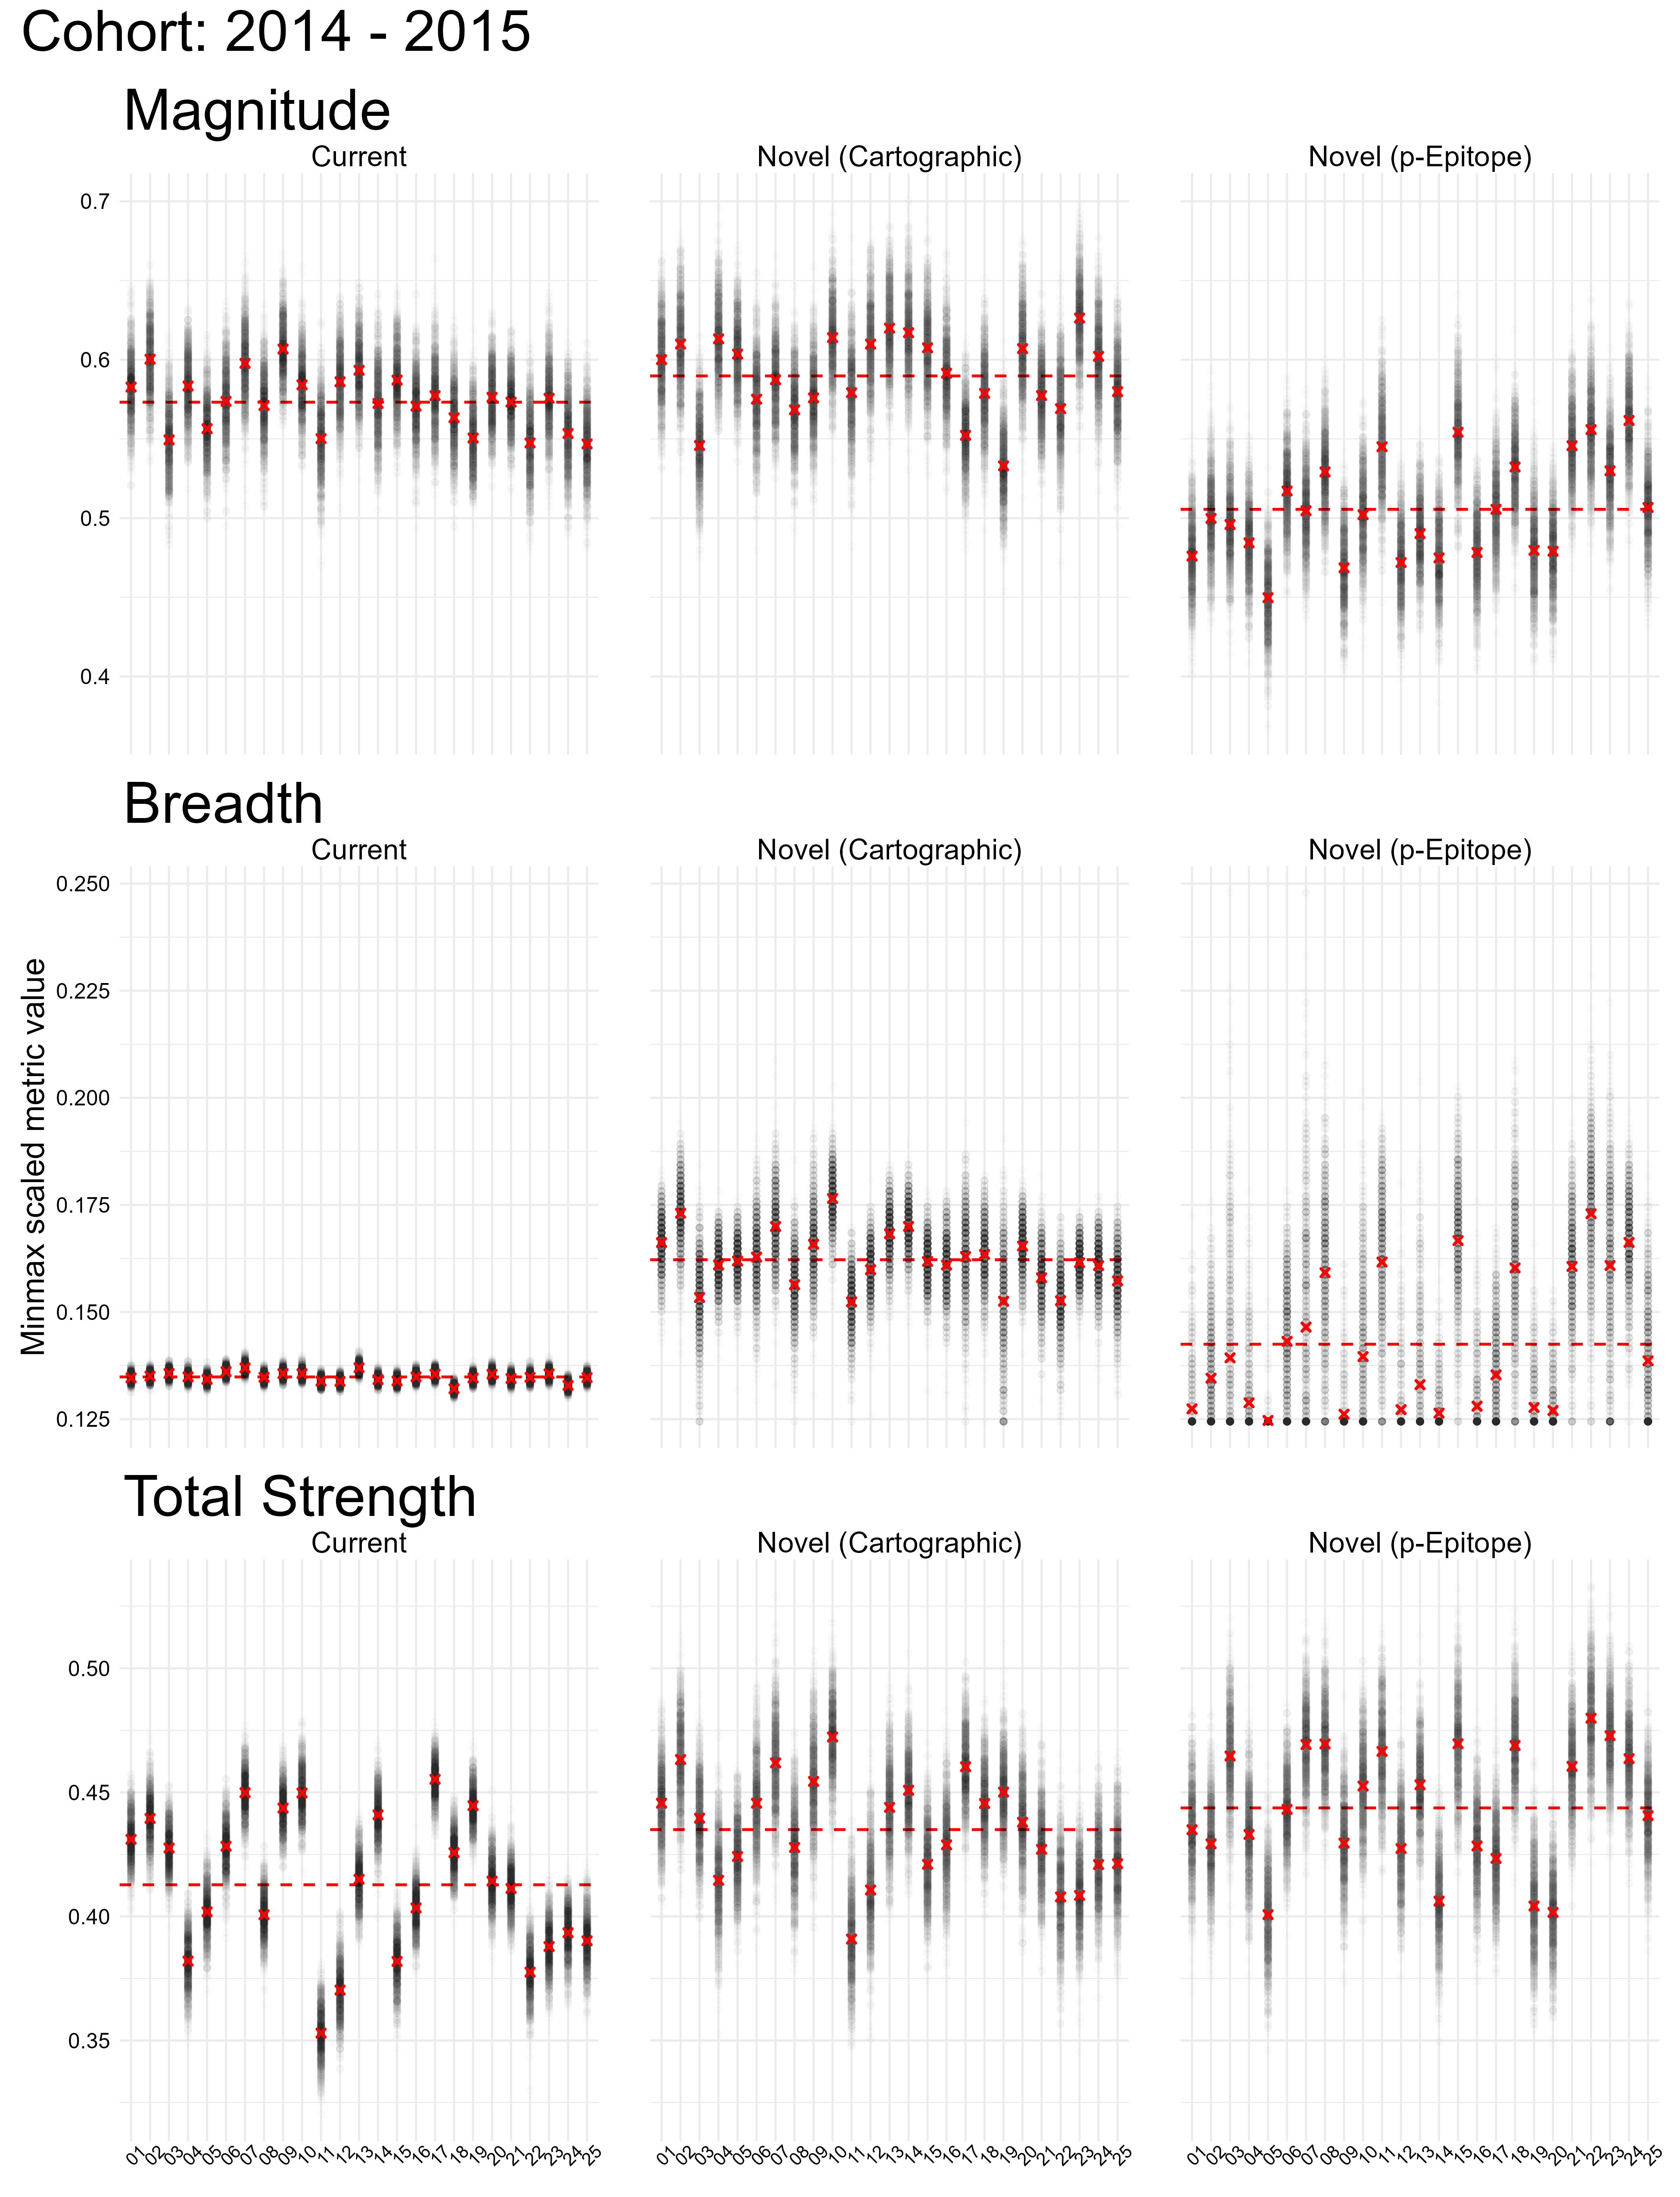 Cohort: 2014 - 2015
Magnitude
Current Novel (Cartographic) Novel (p-Epitope)
0.7
0.6
0.5
0.4
Breadth
Current Novel (Cartographic) Novel (p-Epitope)
Minmax scaled metric value
0.250
0.225
0.200
0.175
0.150
0.125
Total Strength
Current Novel (Cartographic) Novel (p-Epitope)
0.50
0.45
0.40
0.35
01 02 03 04 05 06 07 08 09 10 11 12 13 14 15 16 17 18 19 20 21 22 23 24 25 01 02 03 04 05 06 07 08 09 10 11 12 13 14 15 16 17 18 19 20 21 22 23 24 25 01 02 03 04 05 06 07 08 09 10 11 12 13 14 15 16 17 18 19 20 21 22 23 24 25